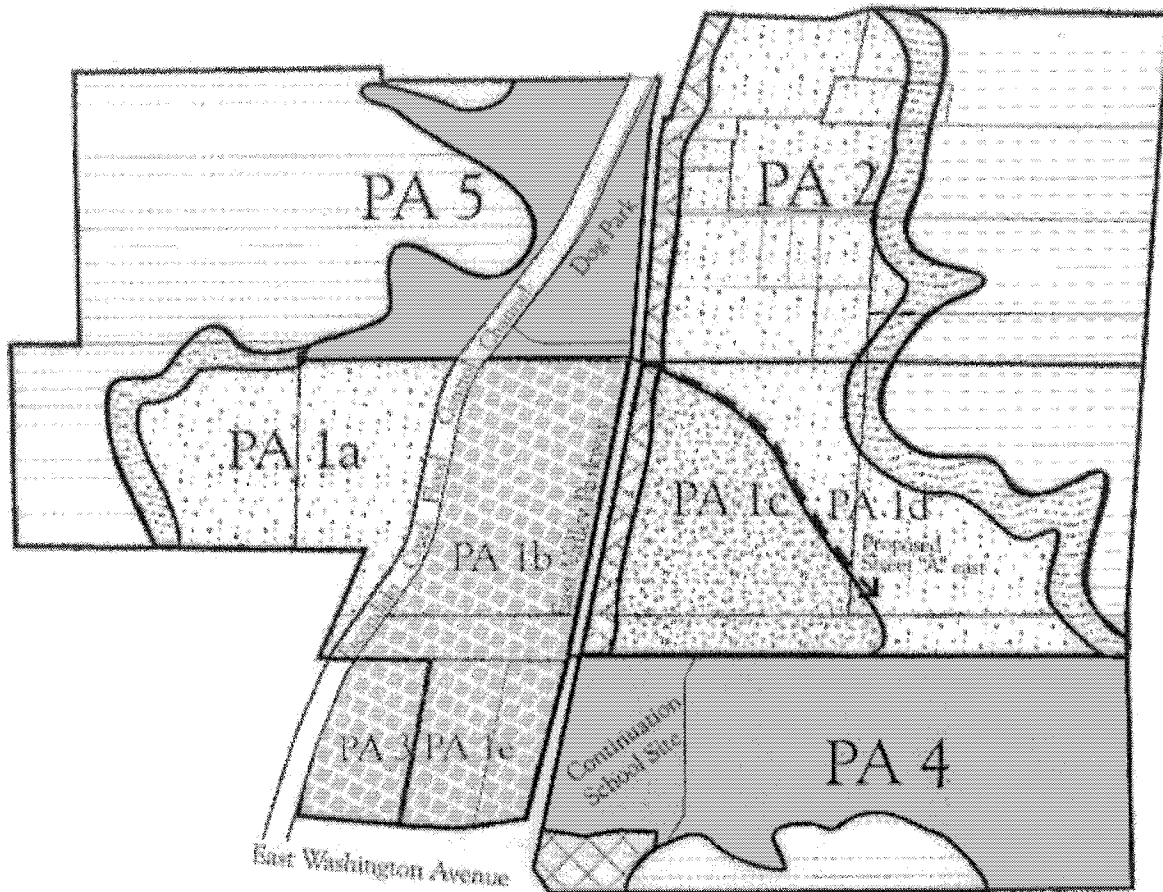 PA 5
PA 2
Dog Park
Channel
PA 1a
PA 1c
PA 1d
PA 1b
Proposed
Street "A" east
PA 3
PA 1e
Continuation
School Site
PA 4
East Washington Avenue